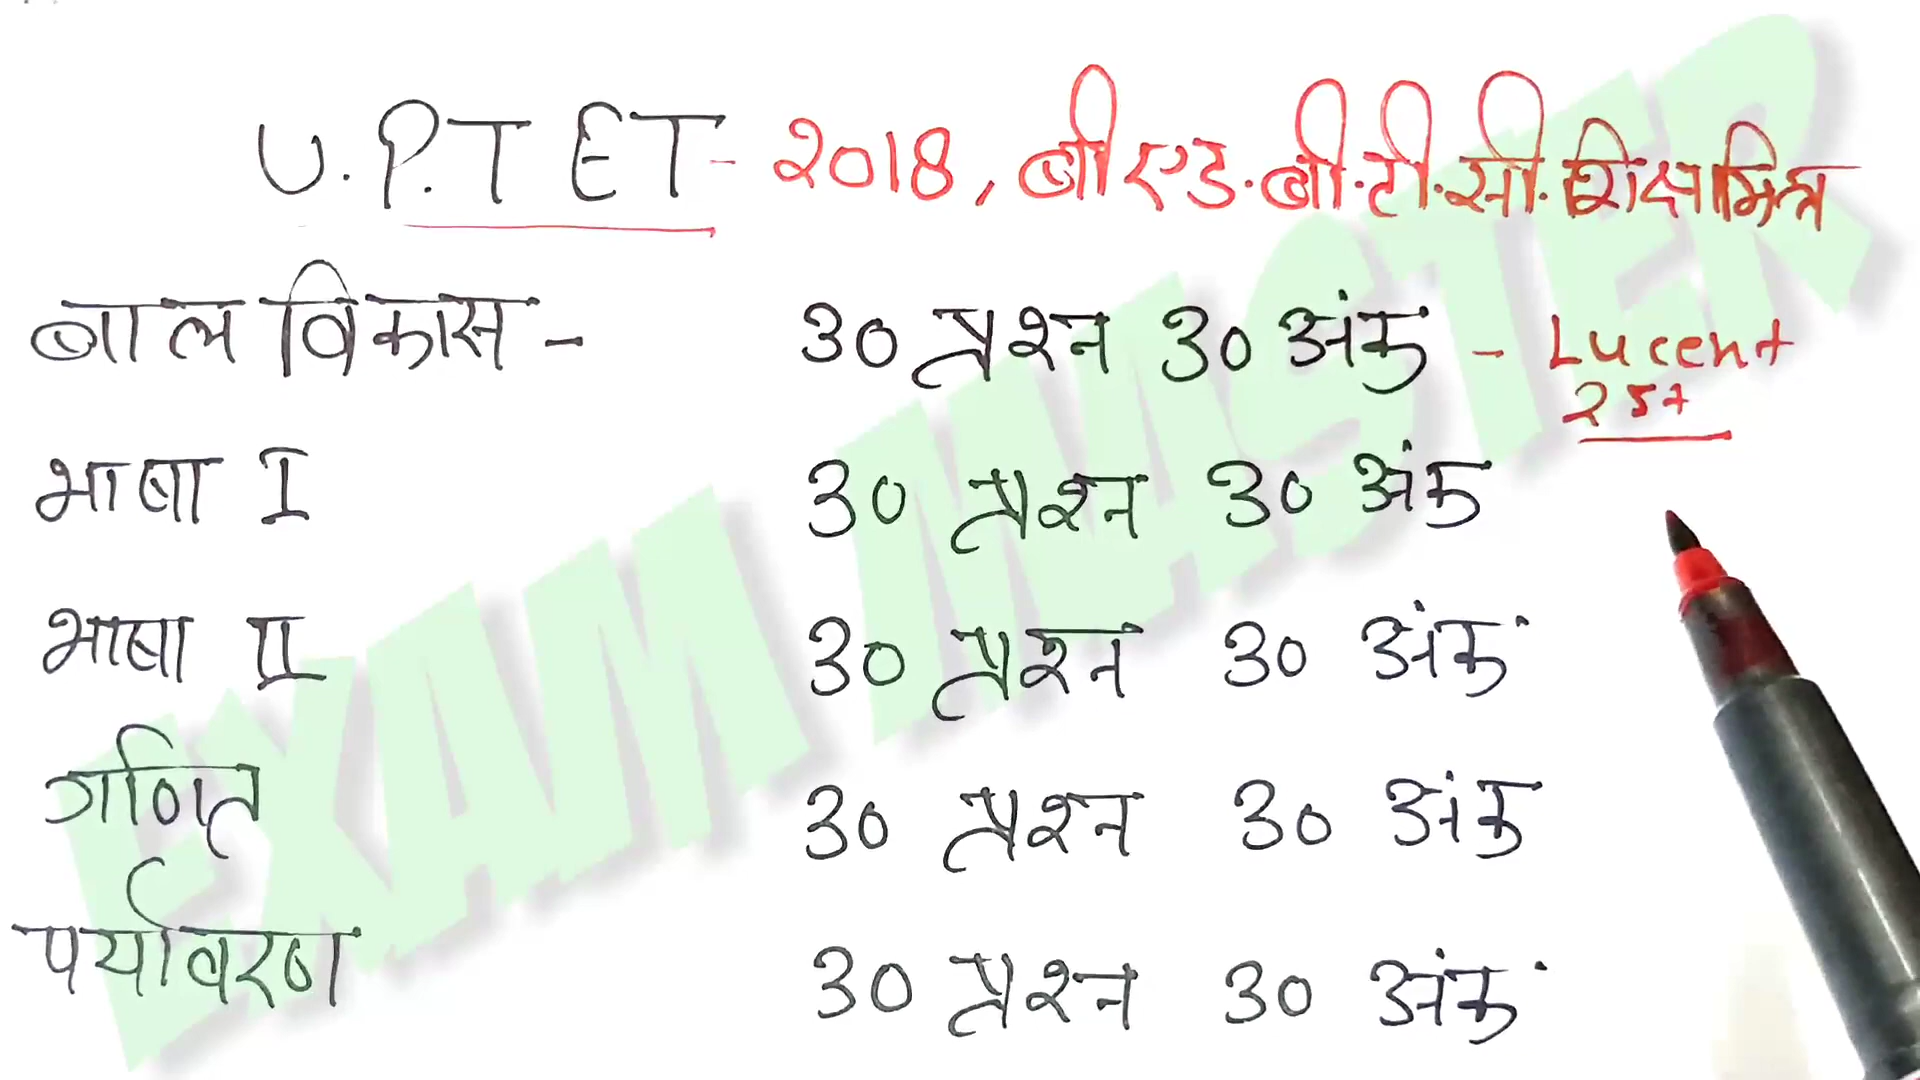 U.P.T ET - 2018, बीएड.बी.टी.सी.शिक्षामित्र
बाल विकास - 30 प्रश्न 30 अंक - Lucent
25+
भाषा I 30 प्रश्न 30 अंक
भाषा II 30 प्रश्न 30 अंक
गणित 30 प्रश्न 30 अंक
पर्यावरण 30 प्रश्न 30 अंक
EXAM MASTER